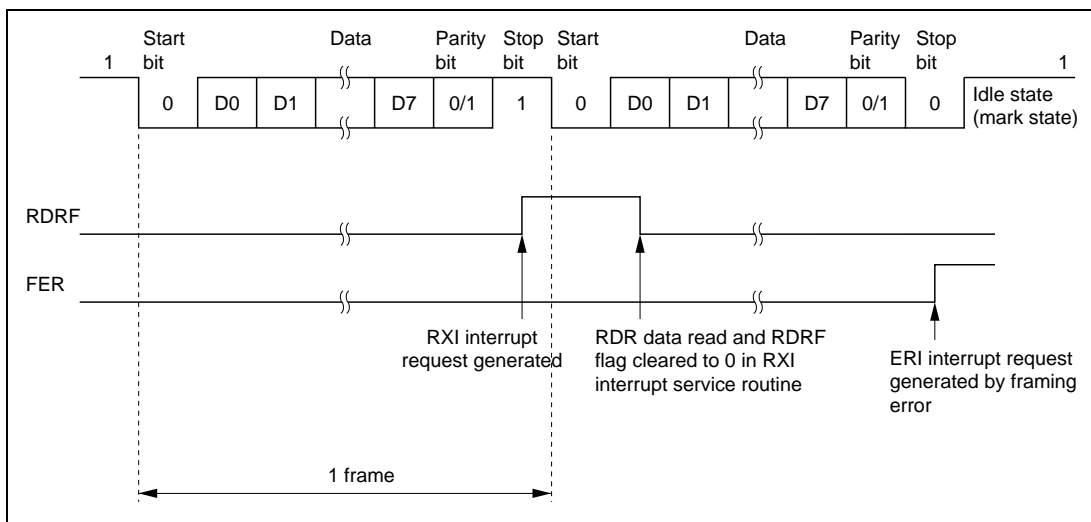 Start bit
Data
Parity bit
Stop bit
Start bit
Data
Parity bit
Stop bit
1
1
0
D0
D1
D7
0/1
1
0
D0
D1
D7
0/1
0
Idle state
(mark state)
RDRF
FER
RXI interrupt
request generated
RDR data read and RDRF
flag cleared to 0 in RXI
interrupt service routine
ERI interrupt request
generated by framing
error
1 frame